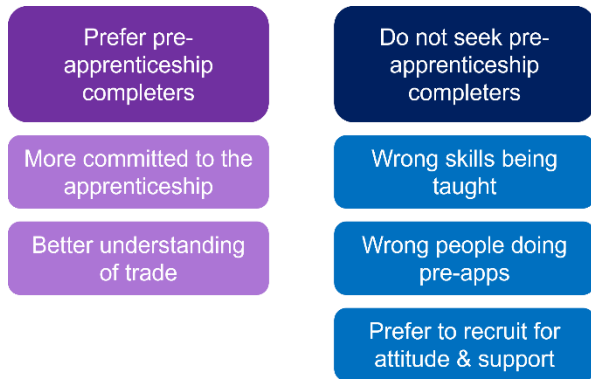 Prefer pre-
apprenticeship
completers
More committed to the
apprenticeship
Better understanding
of trade
Do not seek pre-
apprenticeship
completers
Wrong skills being
taught
Wrong people doing
pre-apps
Prefer to recruit for
attitude & support